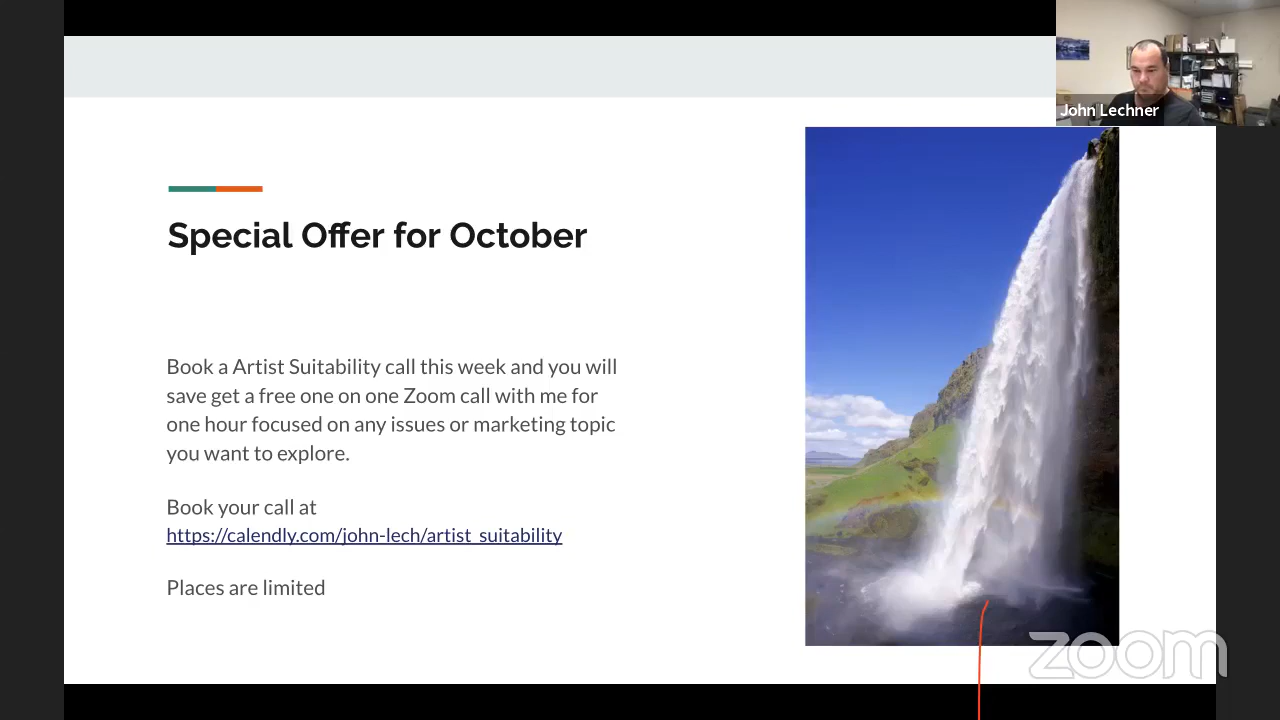 John Lechner
Special Offer for October
Book a Artist Suitability call this week and you will
save get a free one on one Zoom call with me for
one hour focused on any issues or marketing topic
you want to explore.
Book your call at
https://calendly.com/john-lech/artist_suitability
Places are limited
zoom